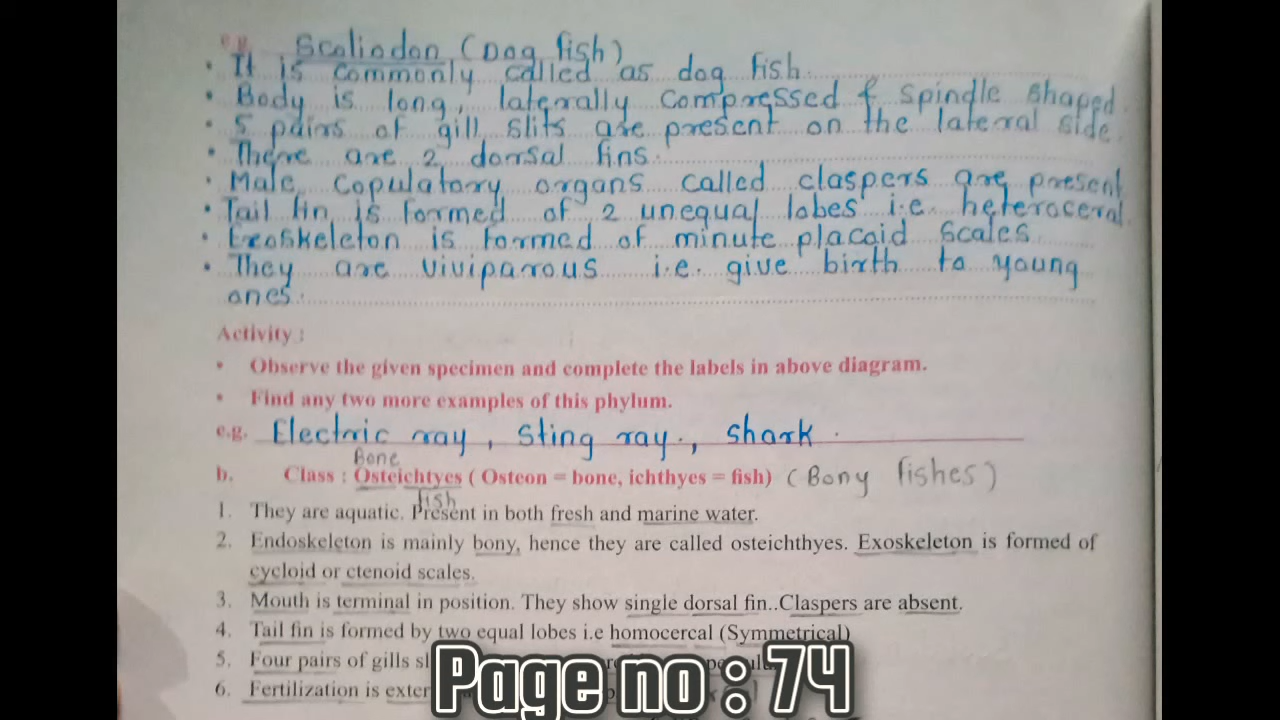 e.g. Scoliodon (Dog fish)
• It is commonly called as dog fish.
• Body is long, laterally compressed & spindle shaped.
• 5 pairs of gill slits are present on the lateral side.
• There are 2 dorsal fins.
• Male copulatory organs called claspers are present.
• Tail fin is formed of 2 unequal lobes i.e. heterocercal.
• Exoskeleton is formed of minute placoid scales.
• They are viviparous i.e. give birth to young
ones.
Activity :
• Observe the given specimen and complete the labels in above diagram.
• Find any two more examples of this phylum.
e.g. Electric ray, Sting ray., shark.
Bone
b. Class : Osteichtyes ( Osteon = bone, ichthyes = fish) (Bony fishes)
fish
1. They are aquatic. Present in both fresh and marine water.
2. Endoskeleton is mainly bony, hence they are called osteichthyes. Exoskeleton is formed of
cycloid or ctenoid scales.
3. Mouth is terminal in position. They show single dorsal fin..Claspers are absent.
4. Tail fin is formed by two equal lobes i.e homocercal (Symmetrical)
5. Four pairs of gills
6. Fertilization is
Page no : 74